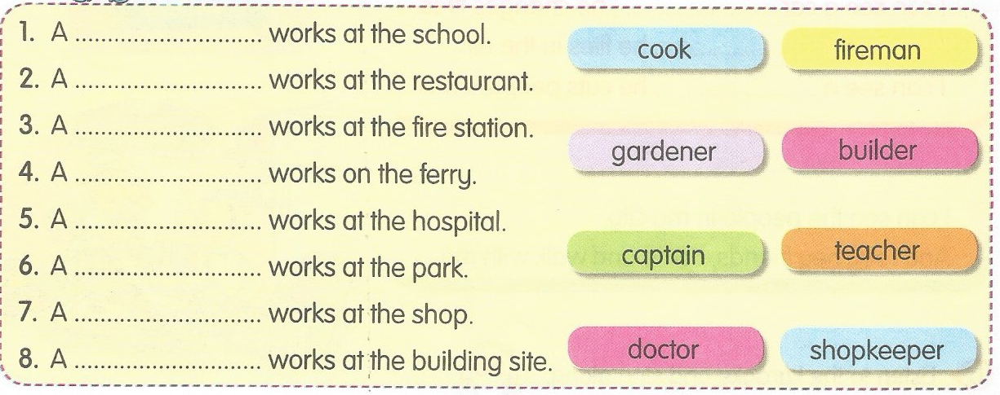 1. A .............................. works at the school.
2. A .............................. works at the restaurant.
3. A .............................. works at the fire station.
4. A .............................. works on the ferry.
5. A .............................. works at the hospital.
6. A .............................. works at the park.
7. A .............................. works at the shop.
8. A .............................. works at the building site.
cook fireman
gardener builder
captain teacher
doctor shopkeeper